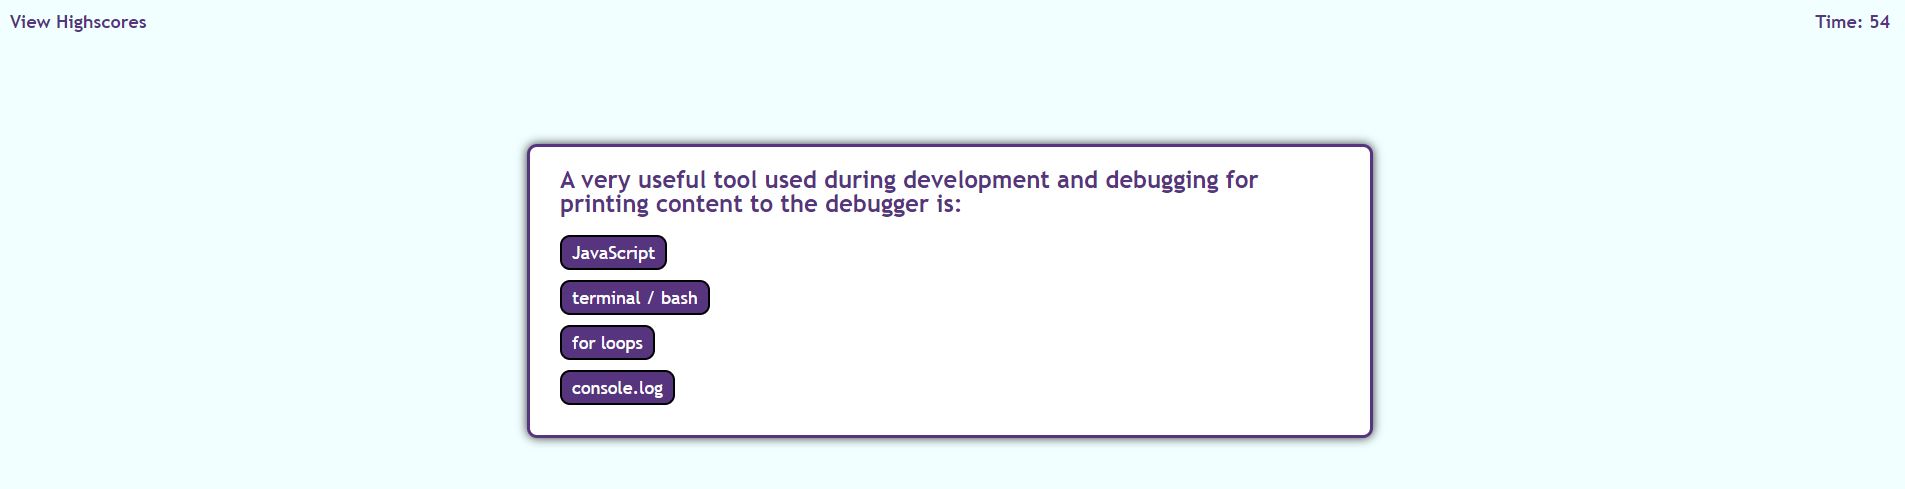 View Highscores
Time: 54
A very useful tool used during development and debugging for
printing content to the debugger is:
JavaScript
terminal / bash
for loops
console.log